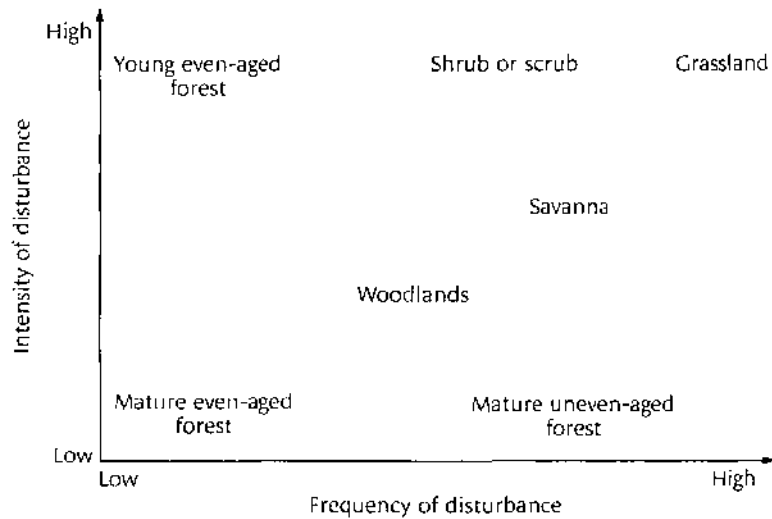 High
Young even-aged
forest
Shrub or scrub
Grassland
Savanna
Woodlands
Mature even-aged
forest
Mature uneven-aged
forest
Low
Low
High
Frequency of disturbance
Intensity of disturbance